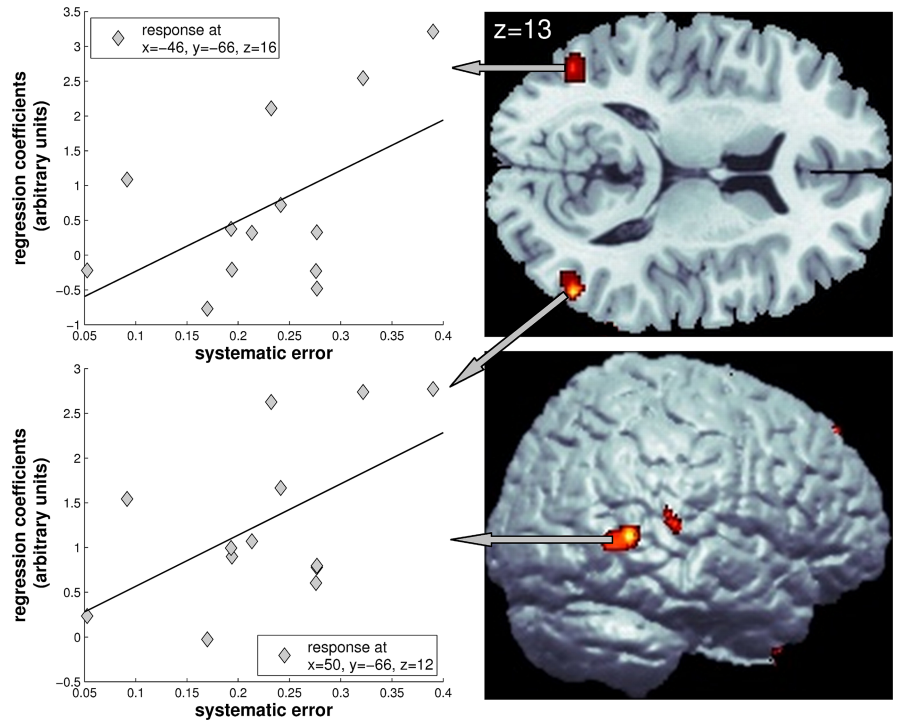 3.5
3
2.5
2
1.5
1
0.5
0
−0.5
−1
0.05 0.1 0.15 0.2 0.25 0.3 0.35 0.4
regression coefficients
(arbitrary units)
systematic error
response at
x=−46, y=−66, z=16
z=13
3
2.5
2
1.5
1
0.5
0
−0.5
0.05 0.1 0.15 0.2 0.25 0.3 0.35 0.4
regression coefficients
(arbitrary units)
systematic error
response at
x=50, y=−66, z=12